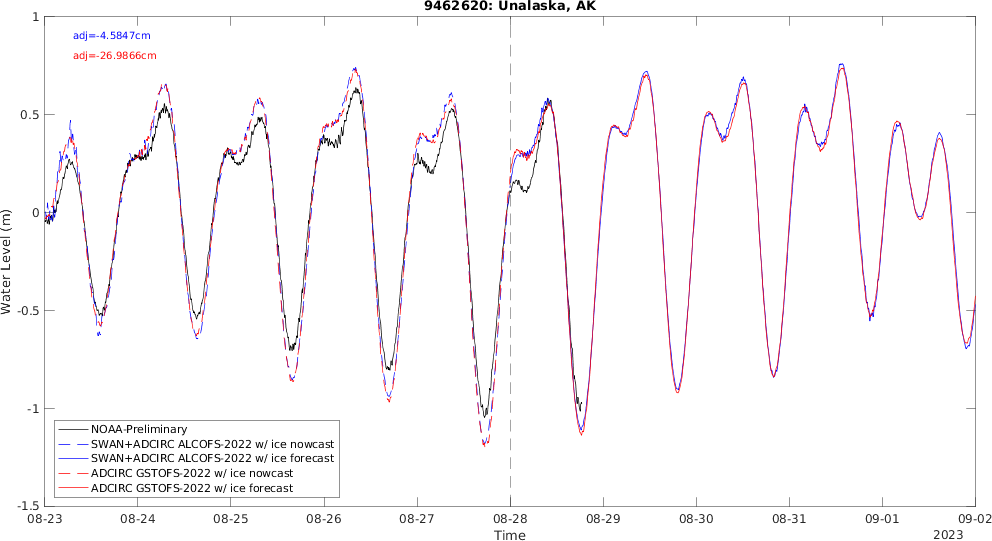 9462620: Unalaska, AK
adj=-4.5847cm
adj=-26.9866cm
1
0.5
0
-0.5
-1
-1.5
Water Level (m)
NOAA-Preliminary
SWAN+ADCIRC ALCOFS-2022 w/ ice nowcast
SWAN+ADCIRC ALCOFS-2022 w/ ice forecast
ADCIRC GSTOFS-2022 w/ ice nowcast
ADCIRC GSTOFS-2022 w/ ice forecast
08-23 08-24 08-25 08-26 08-27 08-28 08-29 08-30 08-31 09-01 09-02
Time
2023